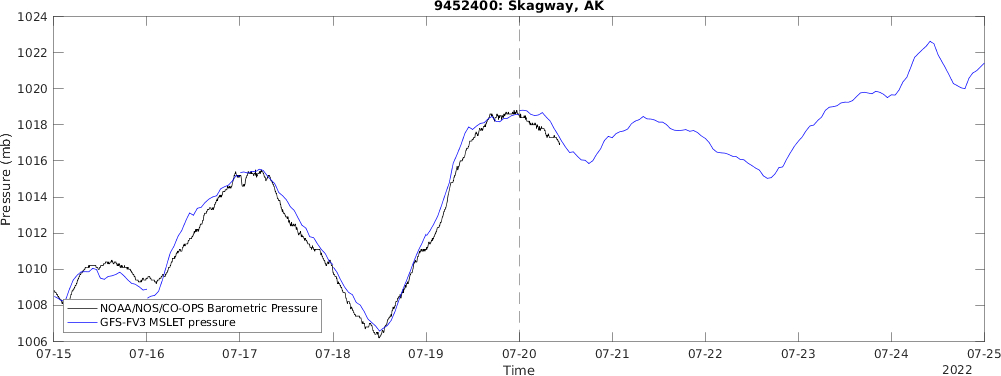 9452400: Skagway, AK
1024
1022
1020
1018
1016
1014
1012
1010
1008
1006
Pressure (mb)
NOAA/NOS/CO-OPS Barometric Pressure
GFS-FV3 MSLET pressure
07-15 07-16 07-17 07-18 07-19 07-20 07-21 07-22 07-23 07-24 07-25
Time
2022